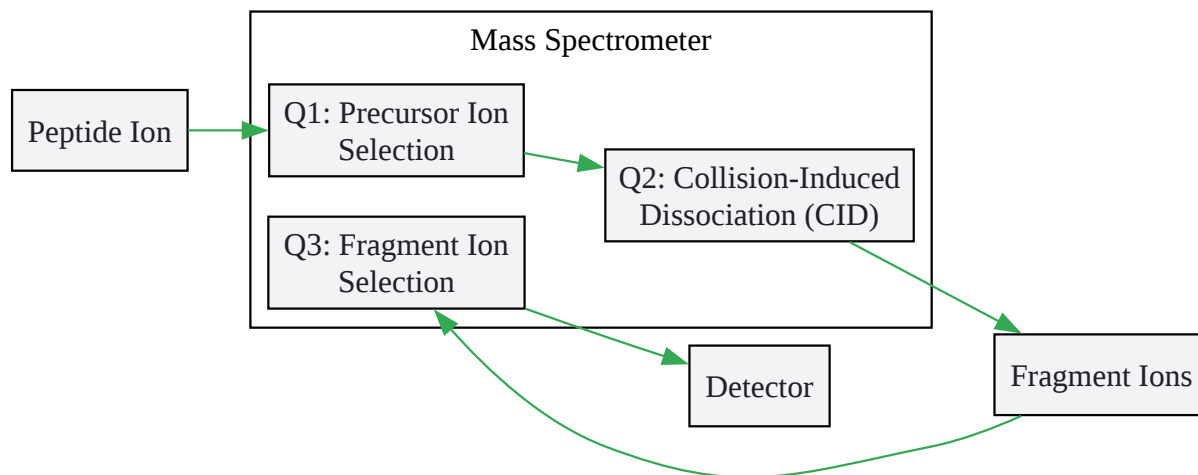 Mass Spectrometer
Peptide Ion
Q1: Precursor Ion
Selection
Q2: Collision-Induced
Dissociation (CID)
Q3: Fragment Ion
Selection
Detector
Fragment Ions